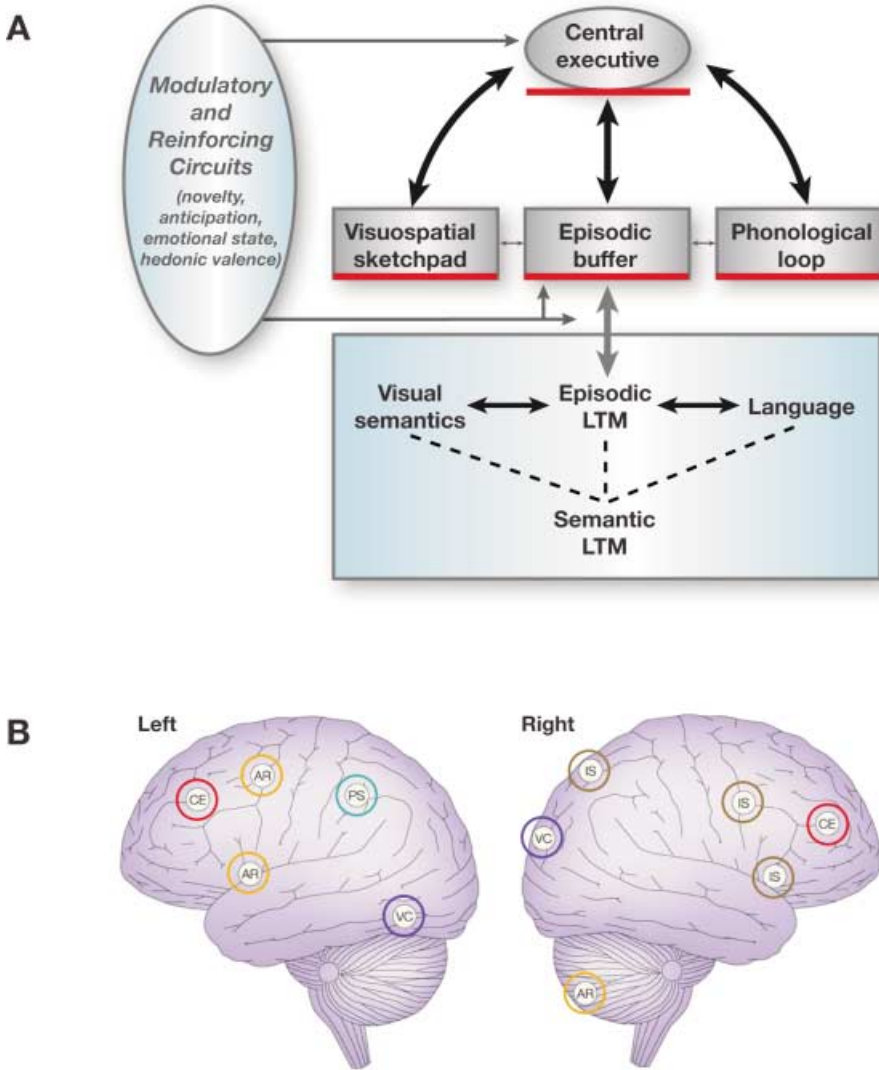 A
Central
executive
Modulatory
and
Reinforcing
Circuits
(novelty,
anticipation,
emotional state,
hedonic valence)
Visuospatial
sketchpad
Episodic
buffer
Phonological
loop
Visual
semantics
Episodic
LTM
Language
Semantic
LTM
B
Left
CE
AR
PS
AR
VC
Right
IS
IS
CE
VC
IS
AR